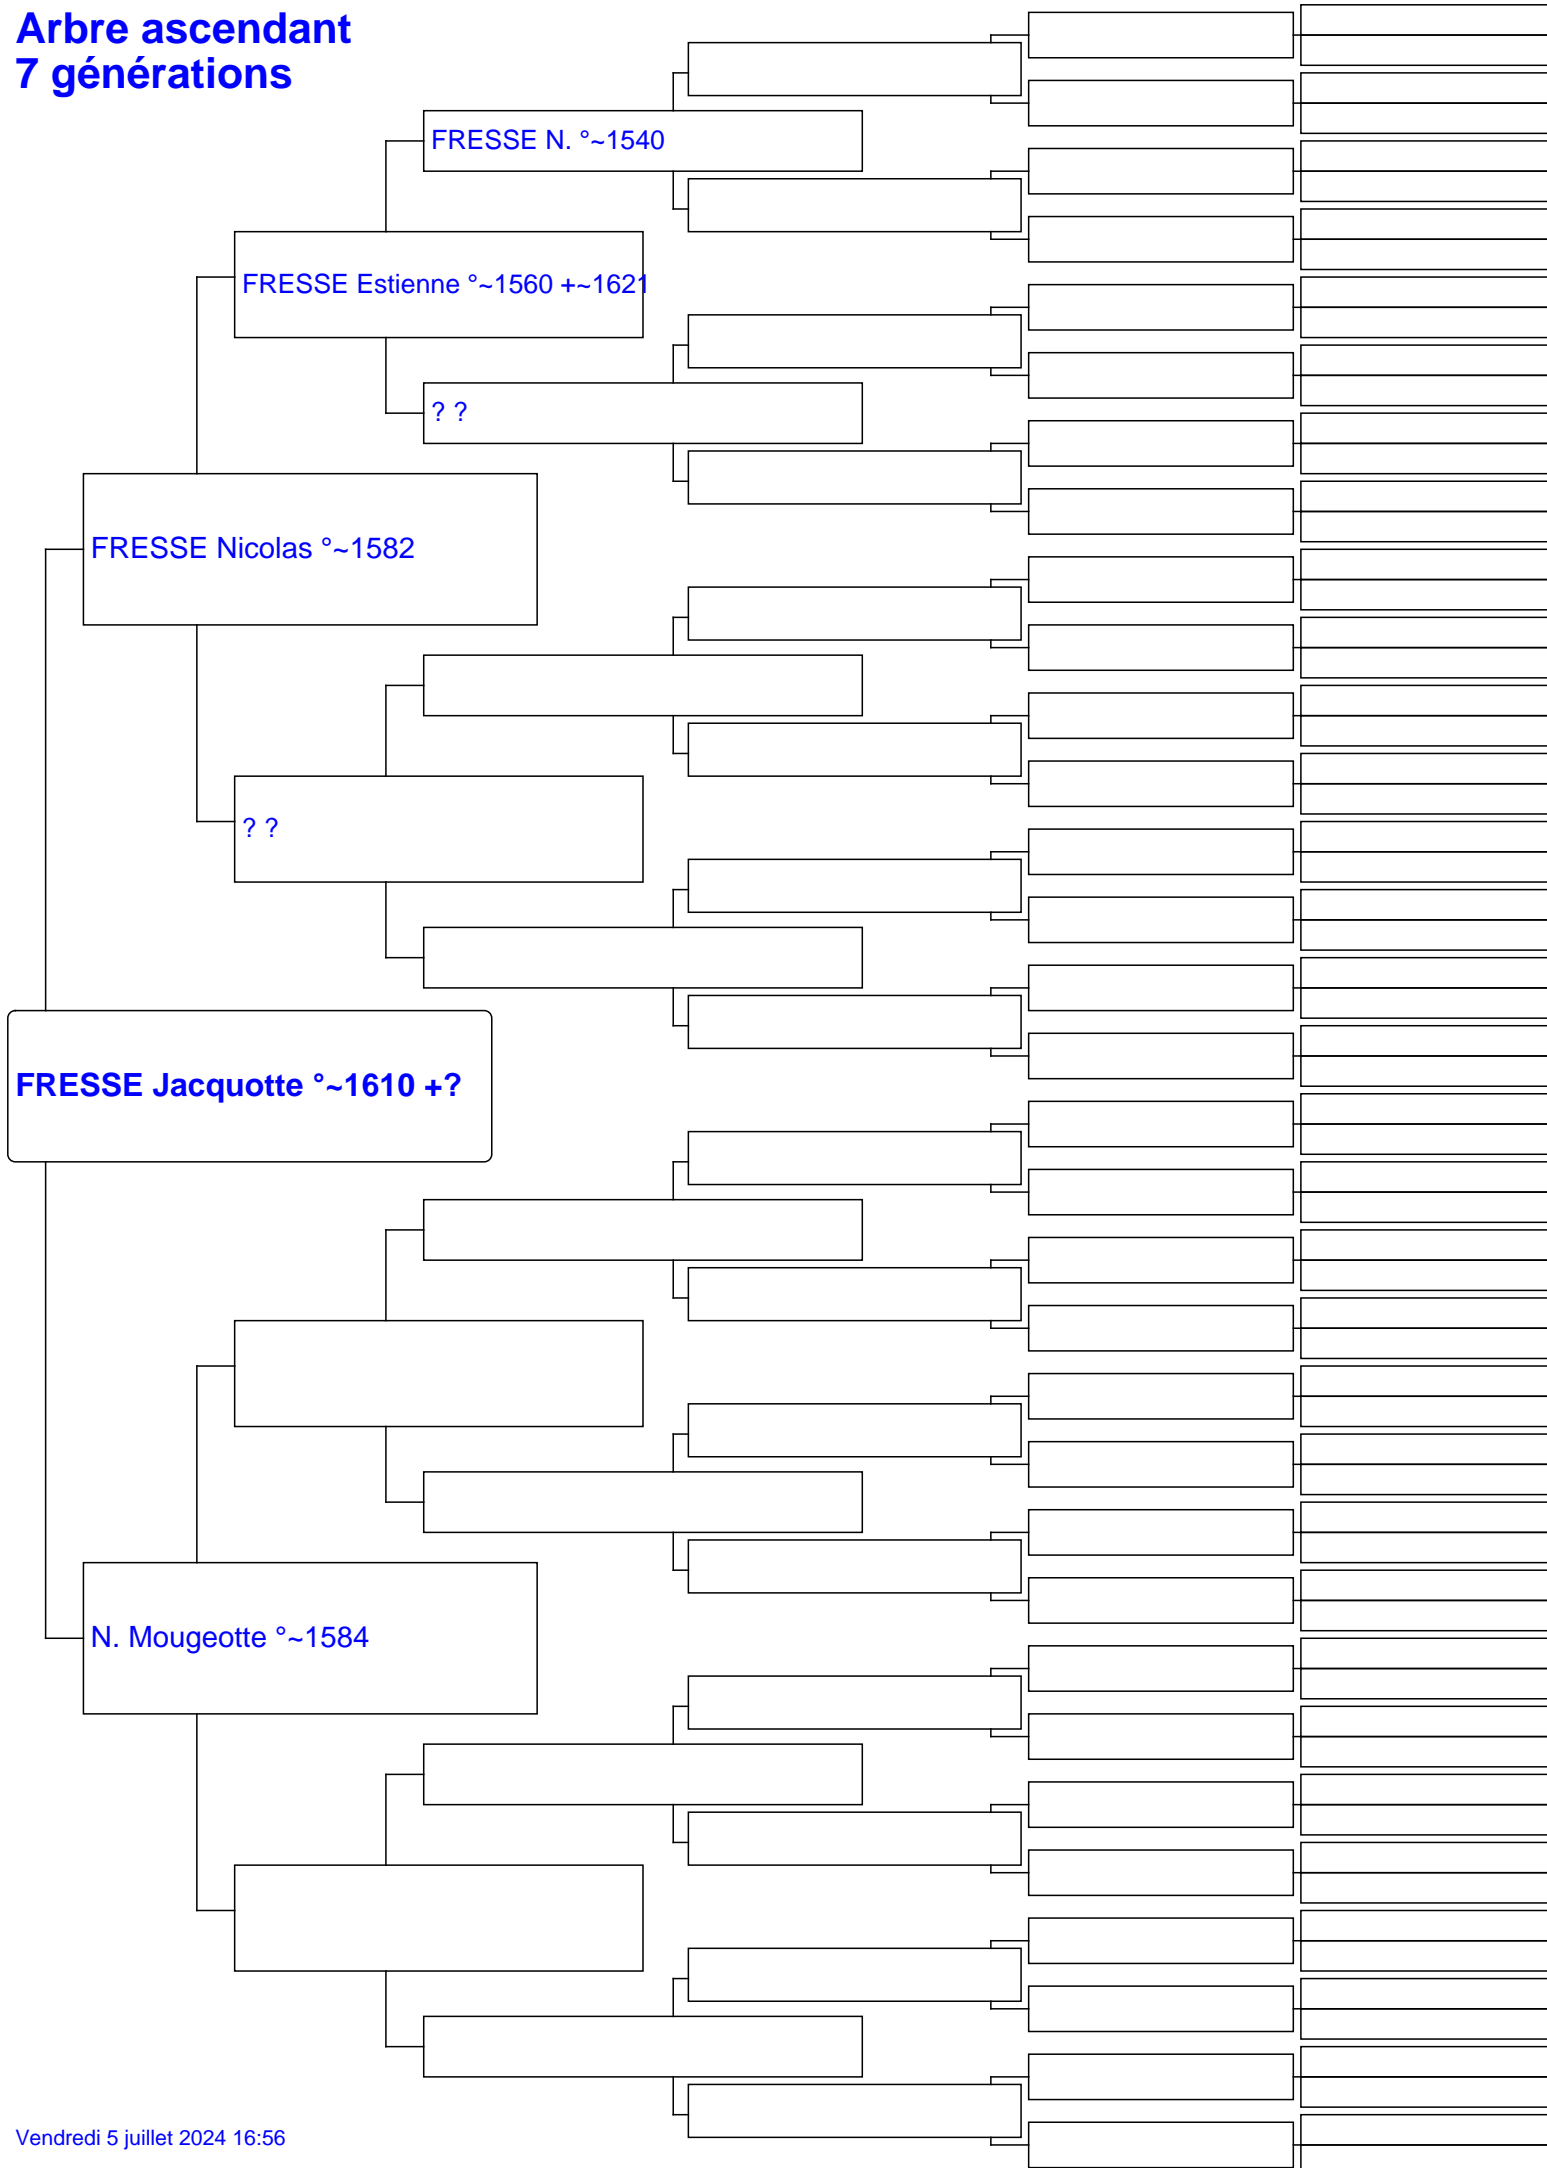 Arbre ascendant
7 générations
FRESSE N. °~1540
FRESSE Estienne °~1560 +~1621
? ?
FRESSE Nicolas °~1582
? ?
FRESSE Jacquotte °~1610 +?
N. Mougeotte °~1584
Vendredi 5 juillet 2024 16:56